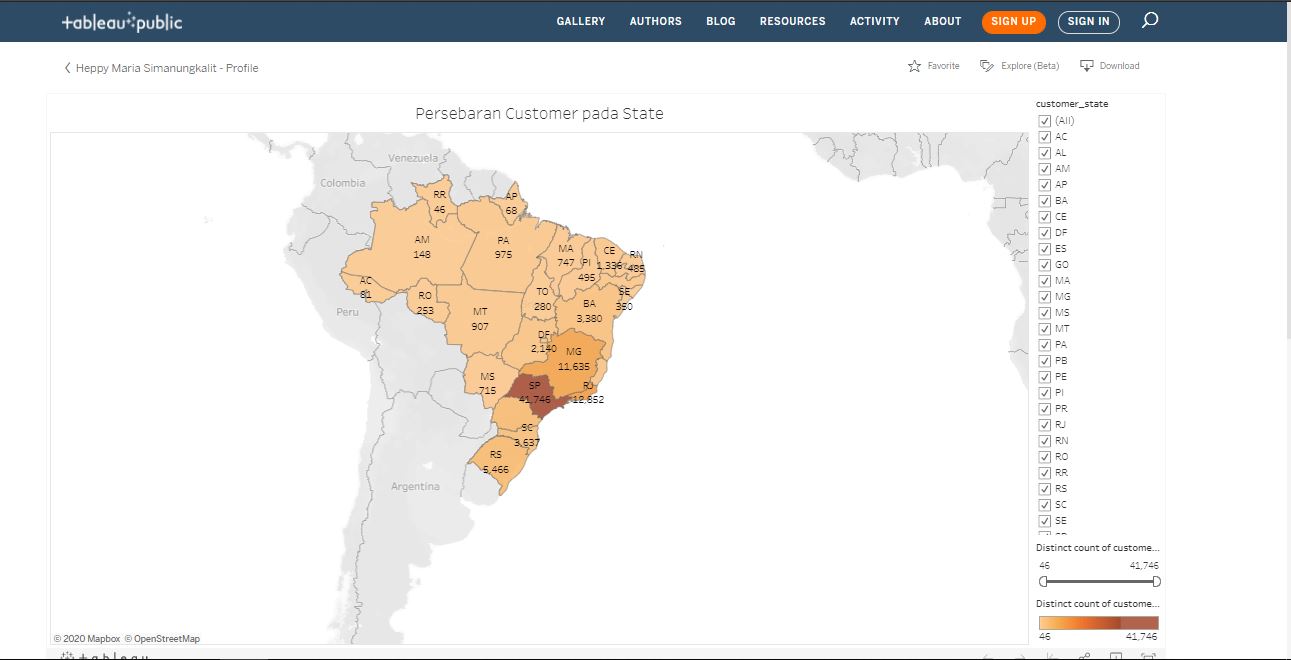 tableau public
GALLERY AUTHORS BLOG RESOURCES ACTIVITY ABOUT SIGN UP SIGN IN
Heppy Maria Simanungkalit - Profile
Favorite Explore (Beta) Download
Persebaran Customer pada State
Venezuela
Colombia
RR
46
AP
68
AM
148
PA
975
MA
747
PI
495
CE
1,336
RN
485
AC
81
RO
253
TO
280
SE
350
BA
3,380
Peru
MT
907
DF
2,140
MG
11,635
MS
715
SP
41,746
RJ
12,852
SC
3,637
RS
5,466
Argentina
© 2020 Mapbox © OpenStreetMap
customer_state
(All)
AC
AL
AM
AP
BA
CE
DF
ES
GO
MA
MG
MS
MT
PA
PB
PE
PI
PR
RJ
RN
RO
RR
RS
SC
SE
Distinct count of custome...
46 41,746
Distinct count of custome...
46 41,746
tableau